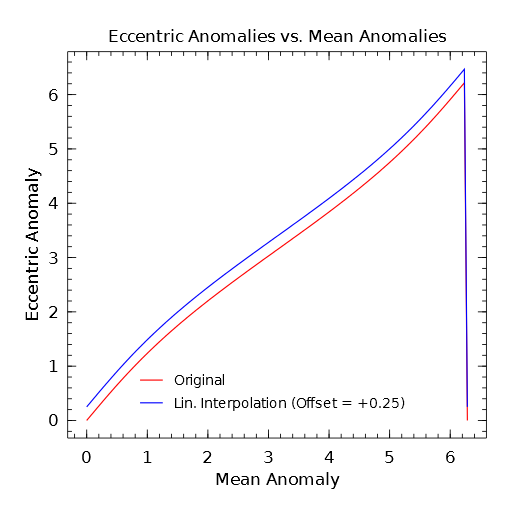 Eccentric Anomalies vs. Mean Anomalies
Eccentric Anomaly
6
5
4
3
2
1
0
Original
Lin. Interpolation (Offset = +0.25)
0 1 2 3 4 5 6
Mean Anomaly